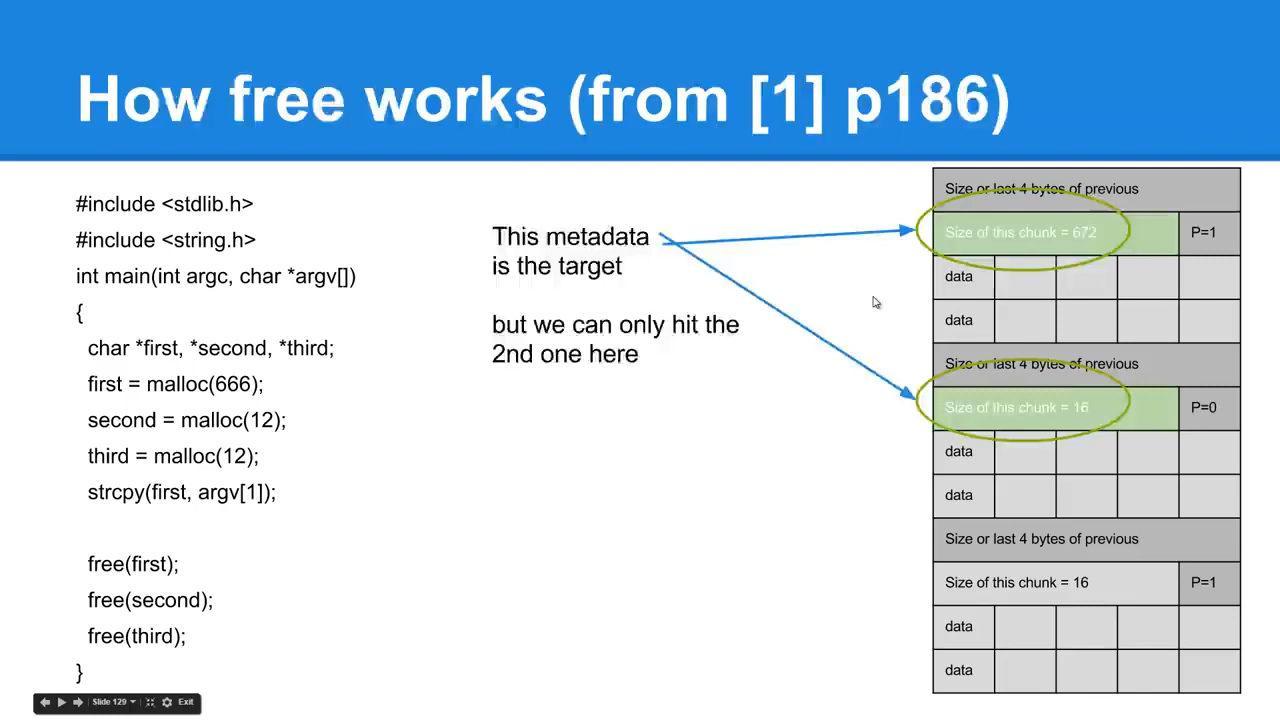 How free works (from [1] p186)
#include <stdlib.h>
#include <string.h>
int main(int argc, char *argv[])
{
char *first, *second, *third;
first = malloc(666);
second = malloc(12);
third = malloc(12);
strcpy(first, argv[1]);
free(first);
free(second);
free(third);
}
This metadata
is the target
but we can only hit the
2nd one here
Size or last 4 bytes of previous
Size of this chunk = 672 P=1
data
data
Size or last 4 bytes of previous
Size of this chunk = 16 P=0
data
data
Size or last 4 bytes of previous
Size of this chunk = 16 P=1
data
data
Slide 129 Exit